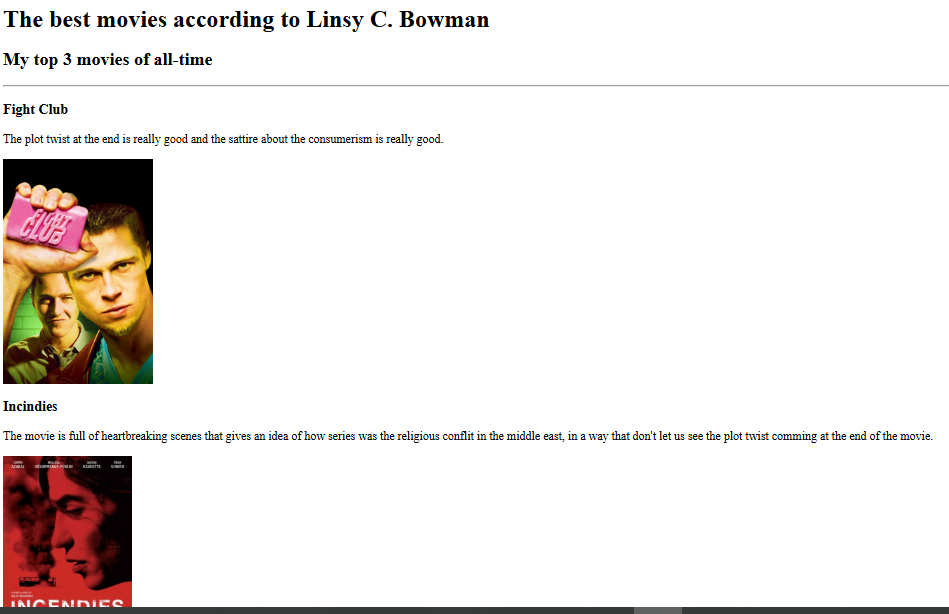 The best movies according to Linsy C. Bowman
My top 3 movies of all-time
Fight Club
The plot twist at the end is really good and the sattire about the consumerism is really good.
FIGHT
CLUB
Incindies
The movie is full of heartbreaking scenes that gives an idea of how series was the religious conflit in the middle east, in a way that don't let us see the plot twist comming at the end of the movie.
INCENDIES